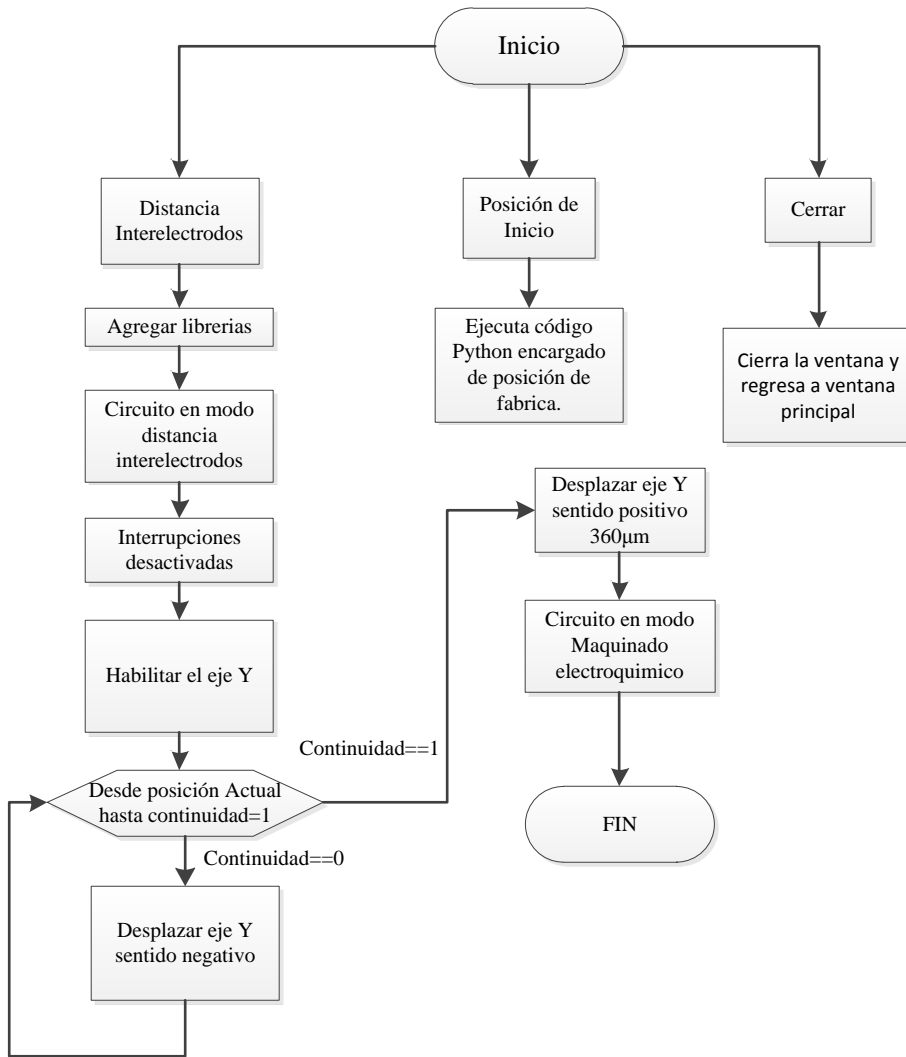 Inicio
Distancia
Interelectrodos
Posición de
Inicio
Cerrar
Agregar librerias
Ejecuta código
Python encargado
de posición de
fabrica.
Cierra la ventana y
regresa a ventana
principal
Circuito en modo
distancia
interelectrodos
Interrupciones
desactivadas
Habilitar el eje Y
Desde posición Actual
hasta continuidad=1
Continuidad==1
Continuidad==0
Desplazar eje Y
sentido negativo
Desplazar eje Y
sentido positivo
360µm
Circuito en modo
Maquinado
electroquimico
FIN